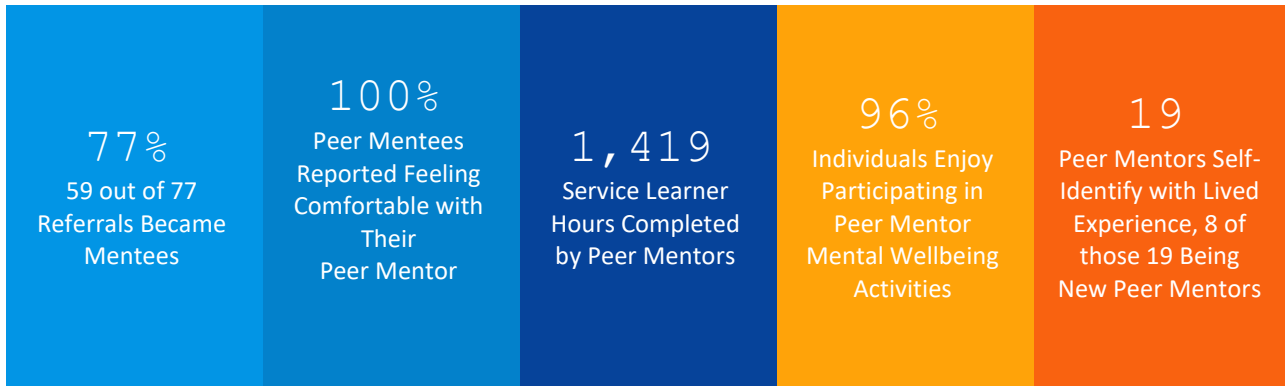 77%
59 out of 77
Referrals Became
Mentees
100%
Peer Mentees
Reported Feeling
Comfortable with
Their
Peer Mentor
1,419
Service Learner
Hours Completed
by Peer Mentors
96%
Individuals Enjoy
Participating in
Peer Mentor
Mental Wellbeing
Activities
19
Peer Mentors Self-
Identify with Lived
Experience, 8 of
those 19 Being
New Peer Mentors